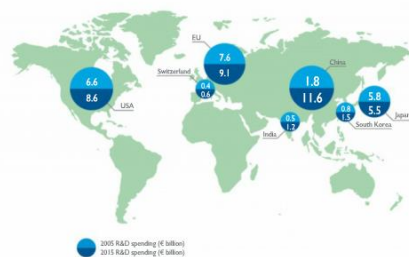 EU
7.6
9.1
China
1.8
11.6
Switzerland
0.4
0.6
6.6
8.6
USA
5.8
5.5
Japan
0.8
1.5
South Korea
0.5
1.2
India
2005 R&D spending (€ billion)
2015 R&D spending (€ billion)